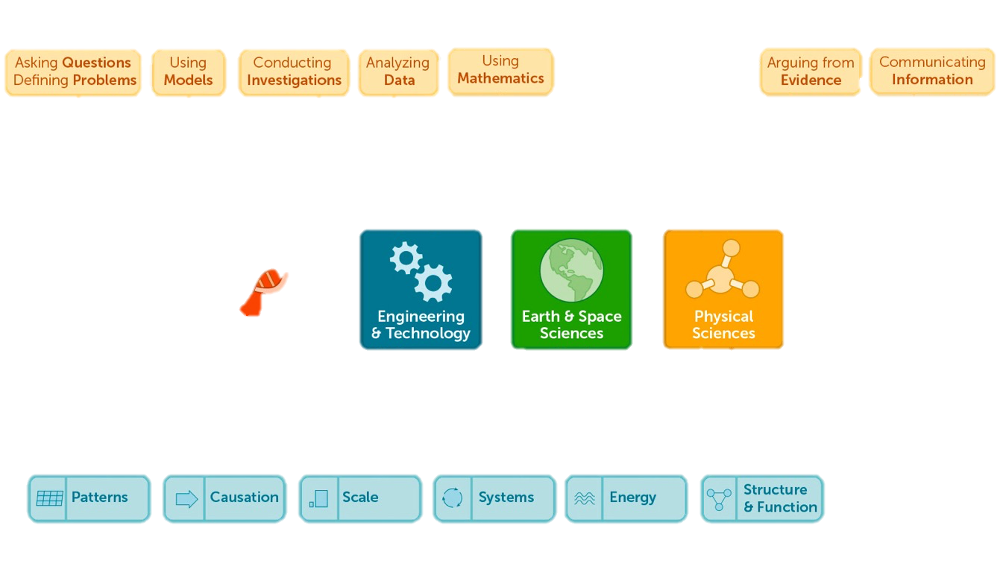 Asking Questions
Defining Problems
Using
Models
Conducting
Investigations
Analyzing
Data
Using
Mathematics
Arguing from
Evidence
Communicating
Information
Engineering
& Technology
Earth & Space
Sciences
Physical
Sciences
Patterns
Causation
Scale
Systems
Energy
Structure
& Function